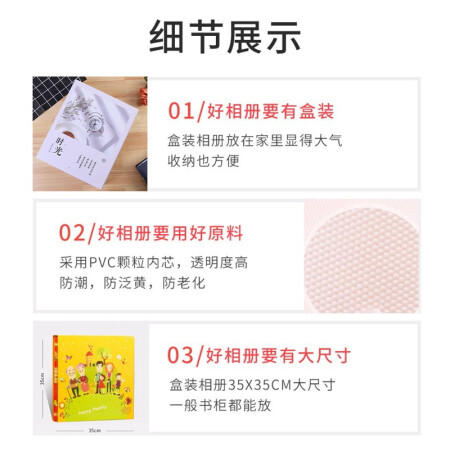 细节展示
时光
01/好相册要有盒装
盒装相册放在家里显得大气
收纳也方便
02/好相册要用好原料
采用PVC颗粒内芯，透明度高
防潮，防泛黄，防老化
03/好相册要有大尺寸
盒装相册35X35CM大尺寸
一般书柜都能放
35cm
Happy Family
35cm